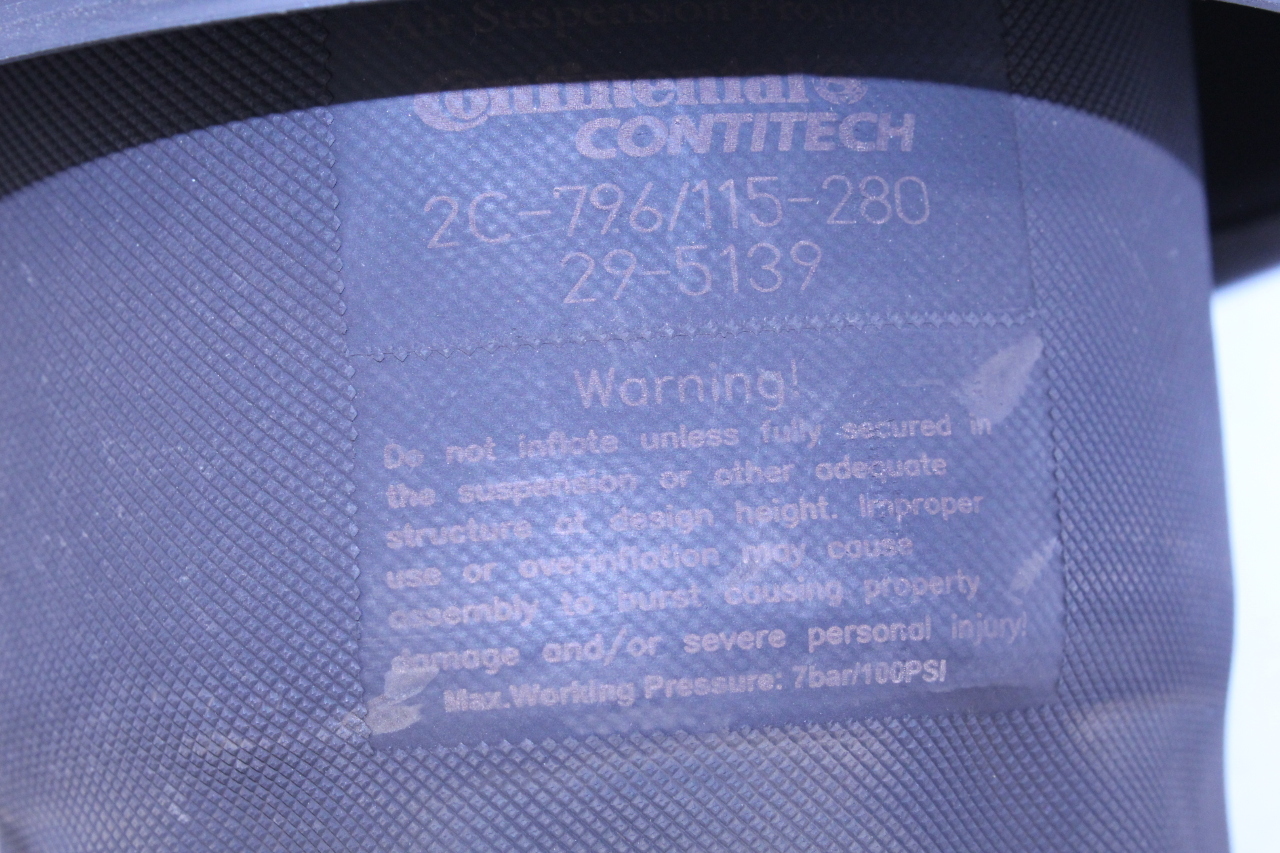 Air Suspension
Continental
CONTITECH
2C-796/115-280
29-5139
Warning!
Do not inflate unless fully secured in
the suspension or other adequate
structure at design height. Improper
use or overinflation may cause
assembly to burst causing property
damage and/or severe personal injury!
Max.Working Pressure: 7bar/100PSI